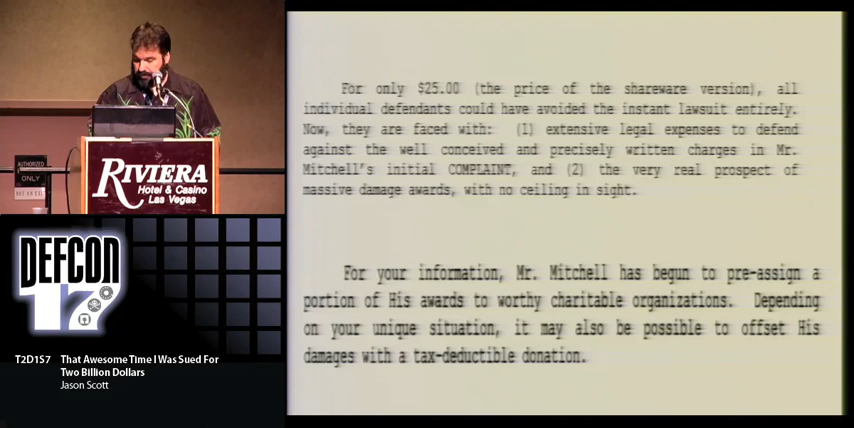 AUTHORIZED
ONLY
RIVIERA
Hotel & Casino
Las Vegas
DEFCON
17
T2D1S7 That Awesome Time I Was Sued For
Two Billion Dollars
Jason Scott
For only $25.00 (the price of the shareware version), all
individual defendants could have avoided the instant lawsuit entirely.
Now, they are faced with: (1) extensive legal expenses to defend
against the well conceived and precisely written charges in Mr.
Mitchell's initial COMPLAINT, and (2) the very real prospect of
massive damage awards, with no ceiling in sight.
For your information, Mr. Mitchell has begun to pre-assign a
portion of His awards to worthy charitable organizations. Depending
on your unique situation, it may also be possible to offset His
damages with a tax-deductible donation.